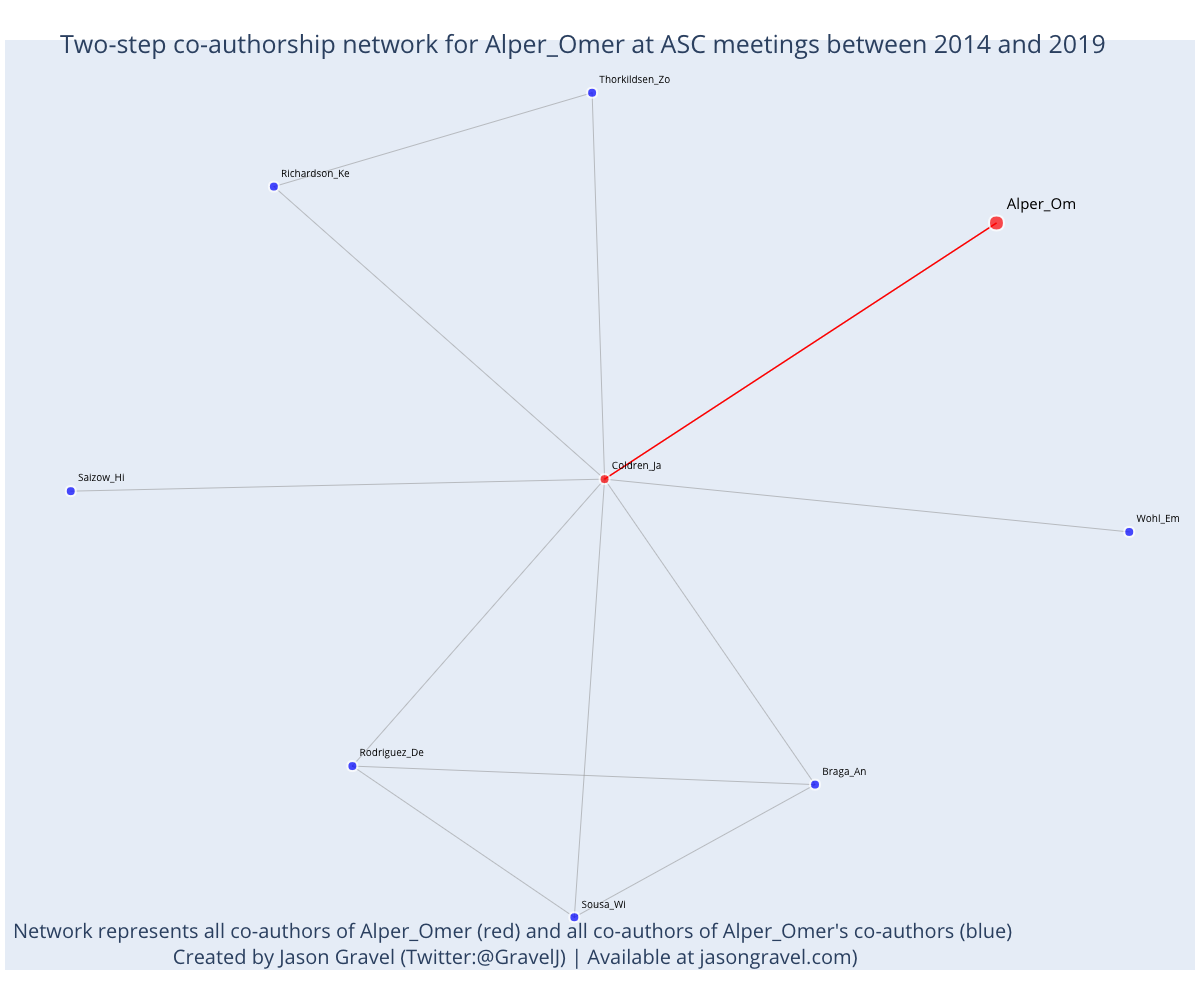 Two-step co-authorship network for Alper_Omer at ASC meetings between 2014 and 2019
Thorkildsen_Zo
Richardson_Ke
Alper_Om
Coldren_Ja
Saizow_Hi
Wohl_Em
Rodriguez_De
Braga_An
Sousa_Wi
Network represents all co-authors of Alper_Omer (red) and all co-authors of Alper_Omer's co-authors (blue)
Created by Jason Gravel (Twitter:@GravelJ) | Available at jasongravel.com)